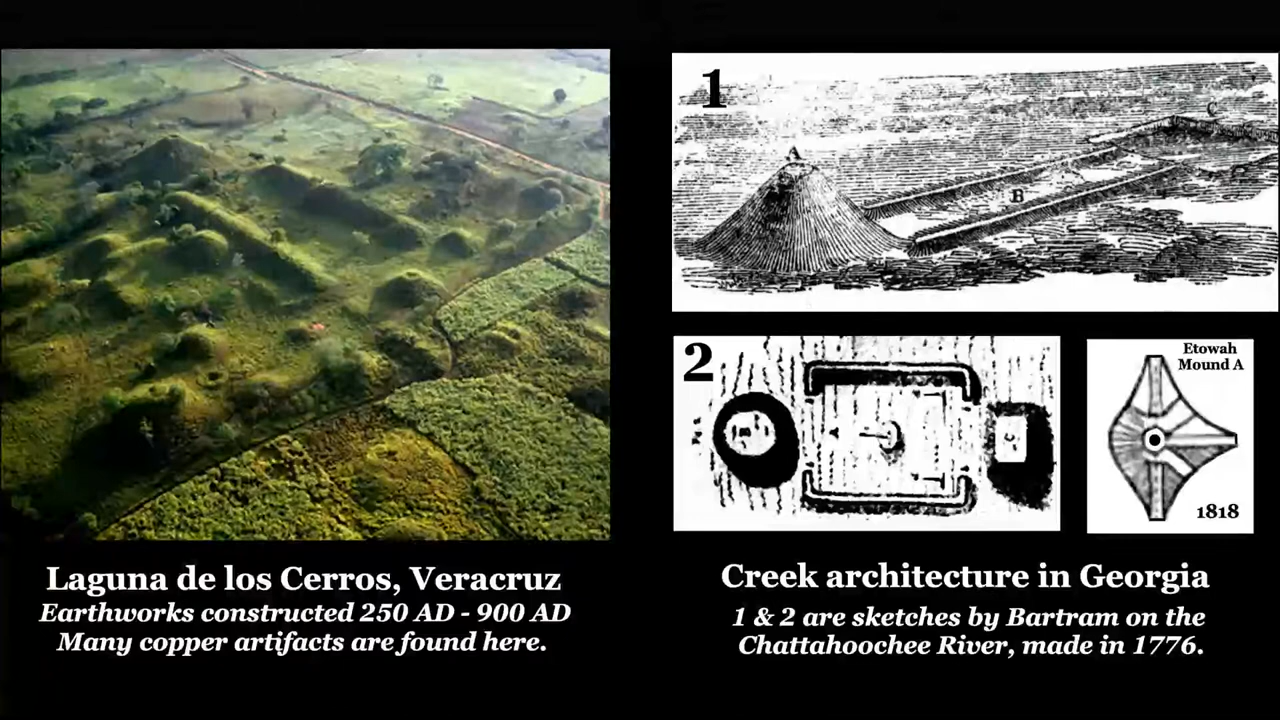 1
A
B
C
2
A
C
Etowah
Mound A
1818
Laguna de los Cerros, Veracruz
Earthworks constructed 250 AD - 900 AD
Many copper artifacts are found here.
Creek architecture in Georgia
1 & 2 are sketches by Bartram on the
Chattahoochee River, made in 1776.